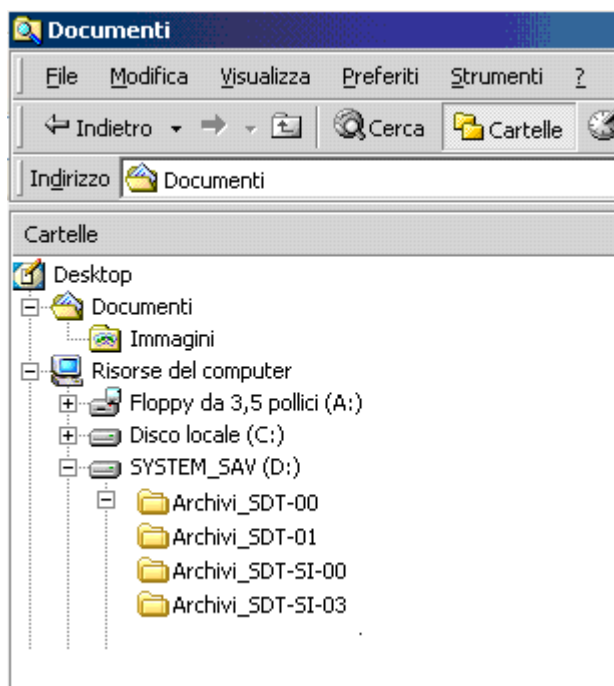 Documenti
File Modifica Visualizza Preferiti Strumenti ?
Indietro Cerca Cartelle
Indirizzo Documenti
Cartelle
Desktop
Documenti
Immagini
Risorse del computer
Floppy da 3,5 pollici (A:)
Disco locale (C:)
SYSTEM_SAV (D:)
Archivi_SDT-00
Archivi_SDT-01
Archivi_SDT-SI-00
Archivi_SDT-SI-03
.